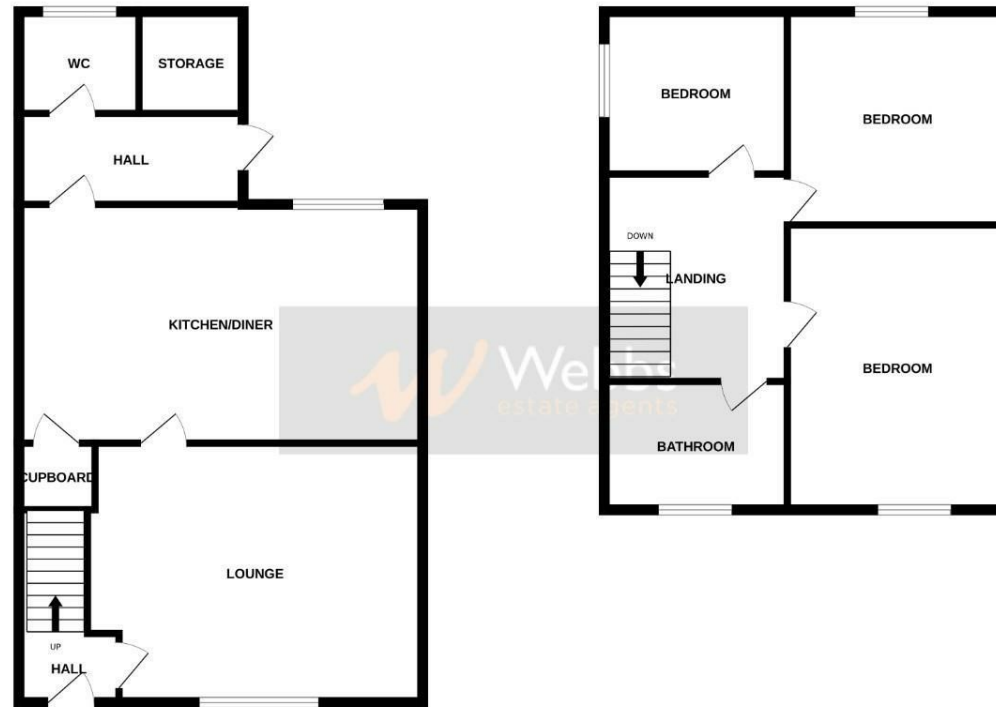 WC
STORAGE
HALL
KITCHEN/DINER
CUPBOARD
LOUNGE
UP
HALL
BEDROOM
BEDROOM
DOWN
LANDING
BEDROOM
BATHROOM
Webbs
estate agents